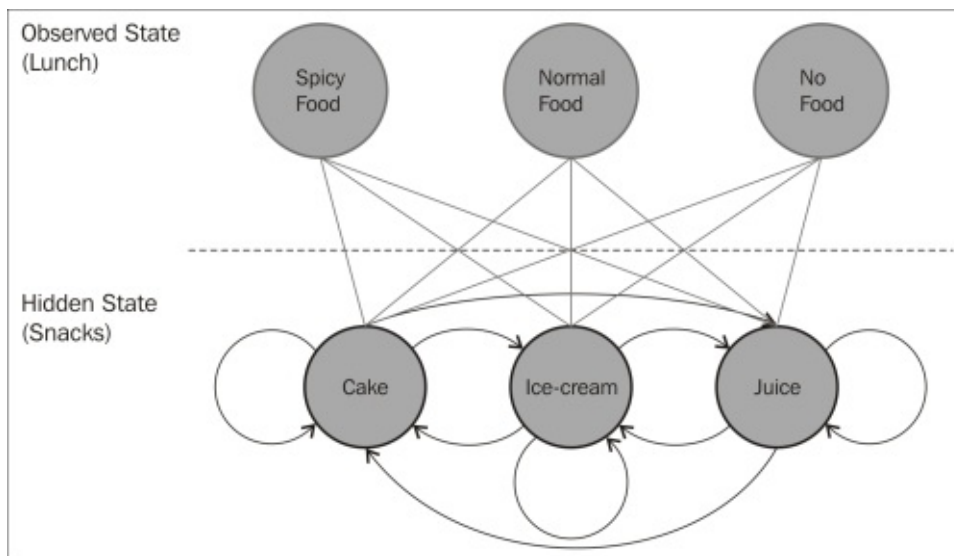 Observed State
(Lunch)
Spicy
Food
Normal
Food
No
Food
Hidden State
(Snacks)
Cake
Ice-cream
Juice